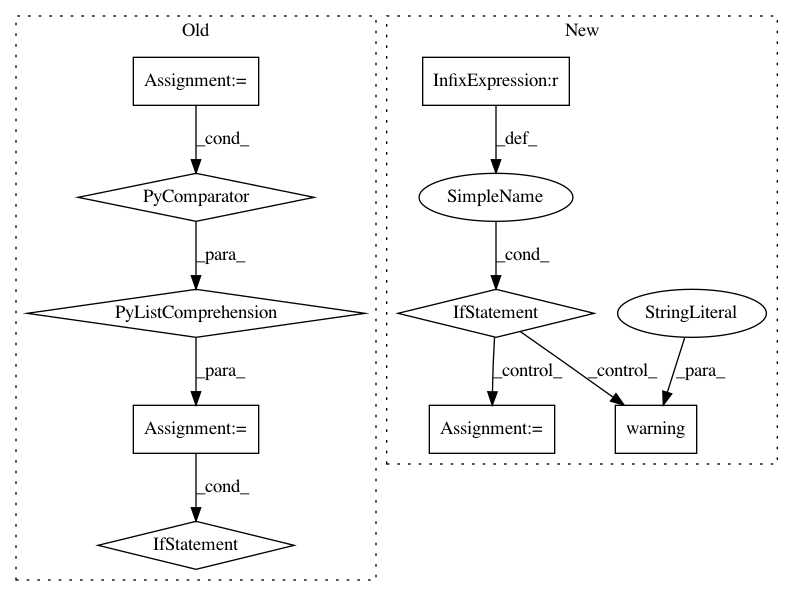 Old
Assignment:=
_cond_
PyComparator
_para_
PyListComprehension
_para_
Assignment:=
_cond_
IfStatement
New
InfixExpression:r
_def_
SimpleName
_cond_
IfStatement
StringLiteral
_control_
_control_
_para_
Assignment:=
warning